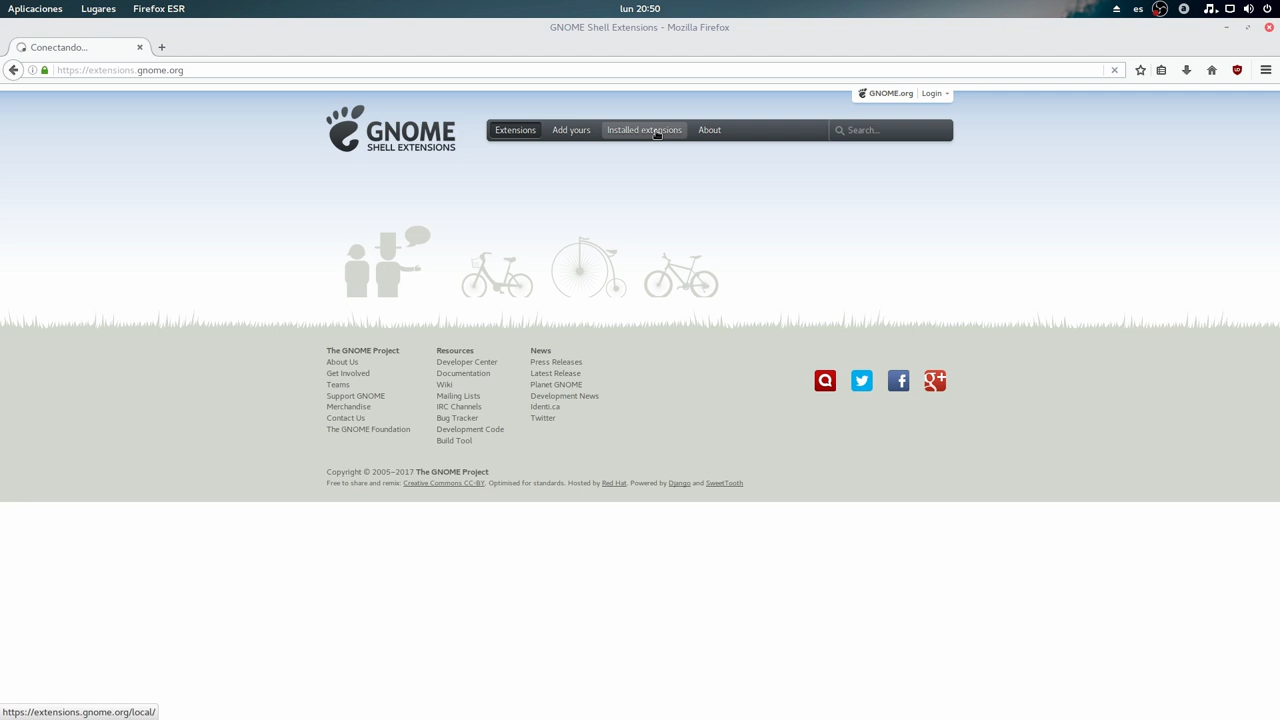 Aplicaciones Lugares Firefox ESR lun 20:50 es
GNOME Shell Extensions - Mozilla Firefox
Conectando...
https://extensions.gnome.org
GNOME.org Login
GNOME
SHELL EXTENSIONS
Extensions Add yours Installed extensions About Search...
The GNOME Project
About Us
Get Involved
Teams
Support GNOME
Merchandise
Contact Us
The GNOME Foundation
Resources
Developer Center
Documentation
Wiki
Mailing Lists
IRC Channels
Bug Tracker
Development Code
Build Tool
News
Press Releases
Latest Release
Planet GNOME
Development News
Identi.ca
Twitter
Copyright © 2005–2017 The GNOME Project
Free to share and remix: Creative Commons CC-BY. Optimised for standards. Hosted by Red Hat. Powered by Django and SweetTooth
https://extensions.gnome.org/local/